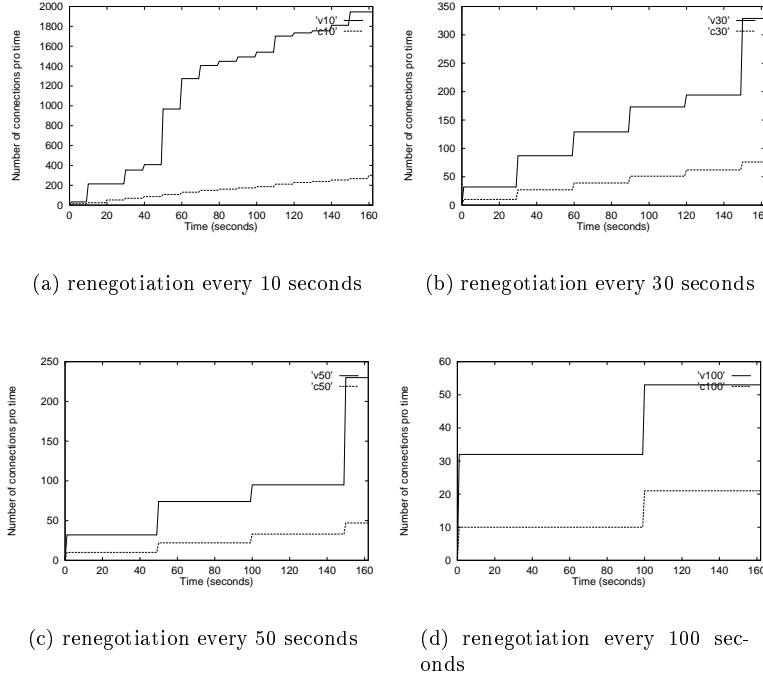 2000
1800
1600
1400
1200
1000
800
600
400
200
0
Number of connections pro time
'v10'
'c10'
0 20 40 60 80 100 120 140 160
Time (seconds)
(a) renegotiation every 10 seconds
350
300
250
200
150
100
50
0
Number of connections pro time
'v30'
'c30'
0 20 40 60 80 100 120 140 160
Time (seconds)
(b) renegotiation every 30 seconds
250
200
150
100
50
0
Number of connections pro time
'v50'
'c50'
0 20 40 60 80 100 120 140 160
Time (seconds)
(c) renegotiation every 50 seconds
60
50
40
30
20
10
0
Number of connections pro time
'v100'
'c100'
0 20 40 60 80 100 120 140 160
Time (seconds)
(d) renegotiation every 100 sec-
onds